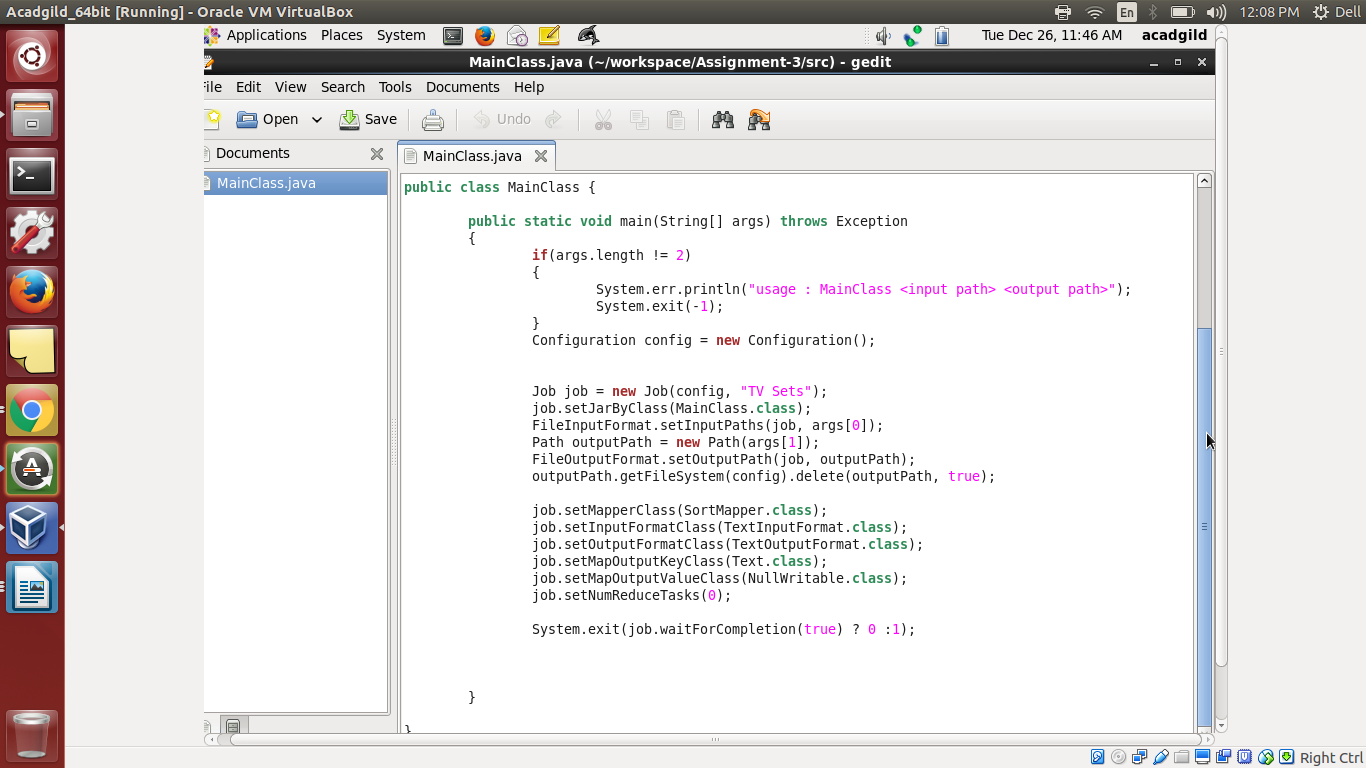 Acadgild_64bit [Running] - Oracle VM VirtualBox
En
12:08 PM
Dell
Applications Places System
Tue Dec 26, 11:46 AM acadgild
MainClass.java (~/workspace/Assignment-3/src) - gedit
File Edit View Search Tools Documents Help
Open Save Undo
Documents
MainClass.java
MainClass.java
public class MainClass {
public static void main(String[] args) throws Exception
{
if(args.length != 2)
{
System.err.println("usage : MainClass <input path> <output path>");
System.exit(-1);
}
Configuration config = new Configuration();
Job job = new Job(config, "TV Sets");
job.setJarByClass(MainClass.class);
FileInputFormat.setInputPaths(job, args[0]);
Path outputPath = new Path(args[1]);
FileOutputFormat.setOutputPath(job, outputPath);
outputPath.getFileSystem(config).delete(outputPath, true);
job.setMapperClass(SortMapper.class);
job.setInputFormatClass(TextInputFormat.class);
job.setOutputFormatClass(TextOutputFormat.class);
job.setMapOutputKeyClass(Text.class);
job.setMapOutputValueClass(NullWritable.class);
job.setNumReduceTasks(0);
System.exit(job.waitForCompletion(true) ? 0 :1);
}
}
Right Ctrl